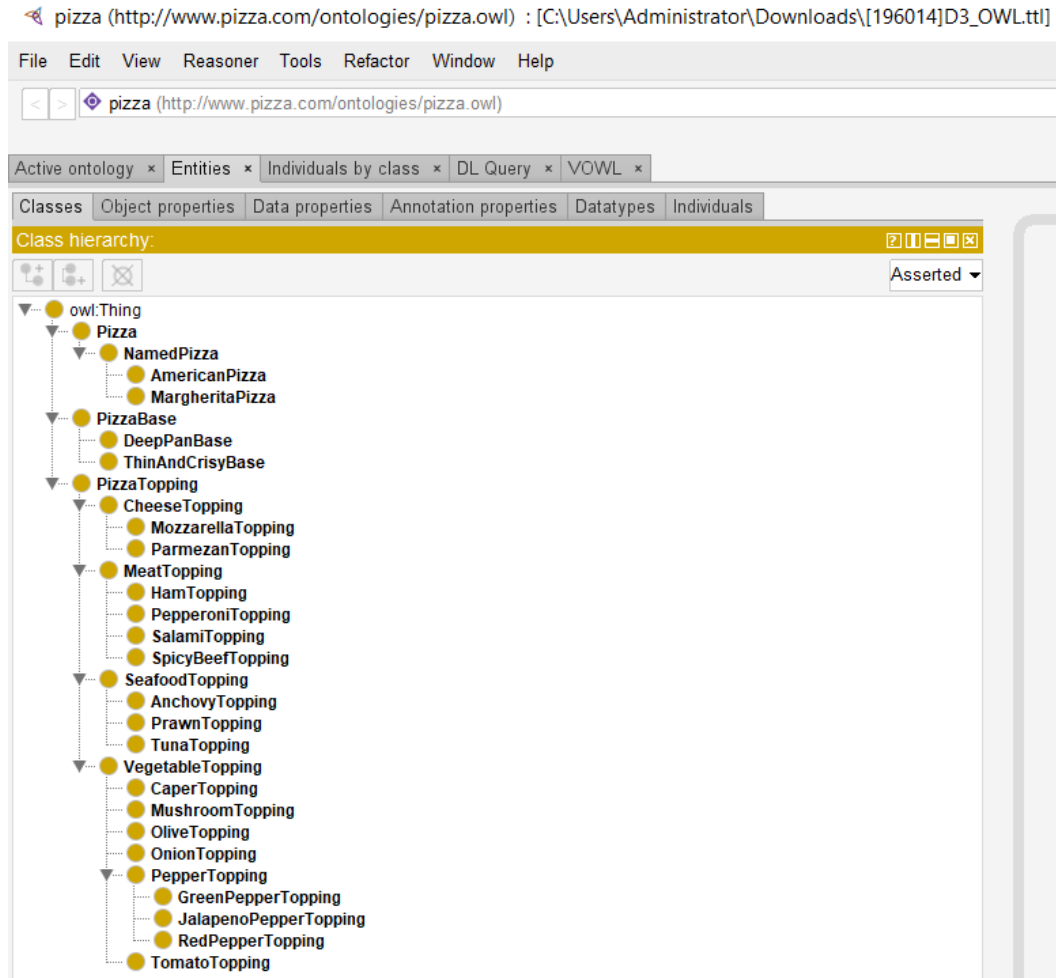 pizza (http://www.pizza.com/ontologies/pizza.owl) : [C:\Users\Administrator\Downloads\[196014]D3_OWL.ttl]
File Edit View Reasoner Tools Refactor Window Help
< > pizza (http://www.pizza.com/ontologies/pizza.owl)
Active ontology × Entities × Individuals by class × DL Query × VOWL ×
Classes Object properties Data properties Annotation properties Datatypes Individuals
Class hierarchy:
Asserted
owl:Thing
Pizza
NamedPizza
AmericanPizza
MargheritaPizza
PizzaBase
DeepPanBase
ThinAndCrisyBase
PizzaTopping
CheeseTopping
MozzarellaTopping
ParmezanTopping
MeatTopping
HamTopping
PepperoniTopping
SalamiTopping
SpicyBeefTopping
SeafoodTopping
AnchovyTopping
PrawnTopping
TunaTopping
VegetableTopping
CaperTopping
MushroomTopping
OliveTopping
OnionTopping
PepperTopping
GreenPepperTopping
JalapenoPepperTopping
RedPepperTopping
TomatoTopping